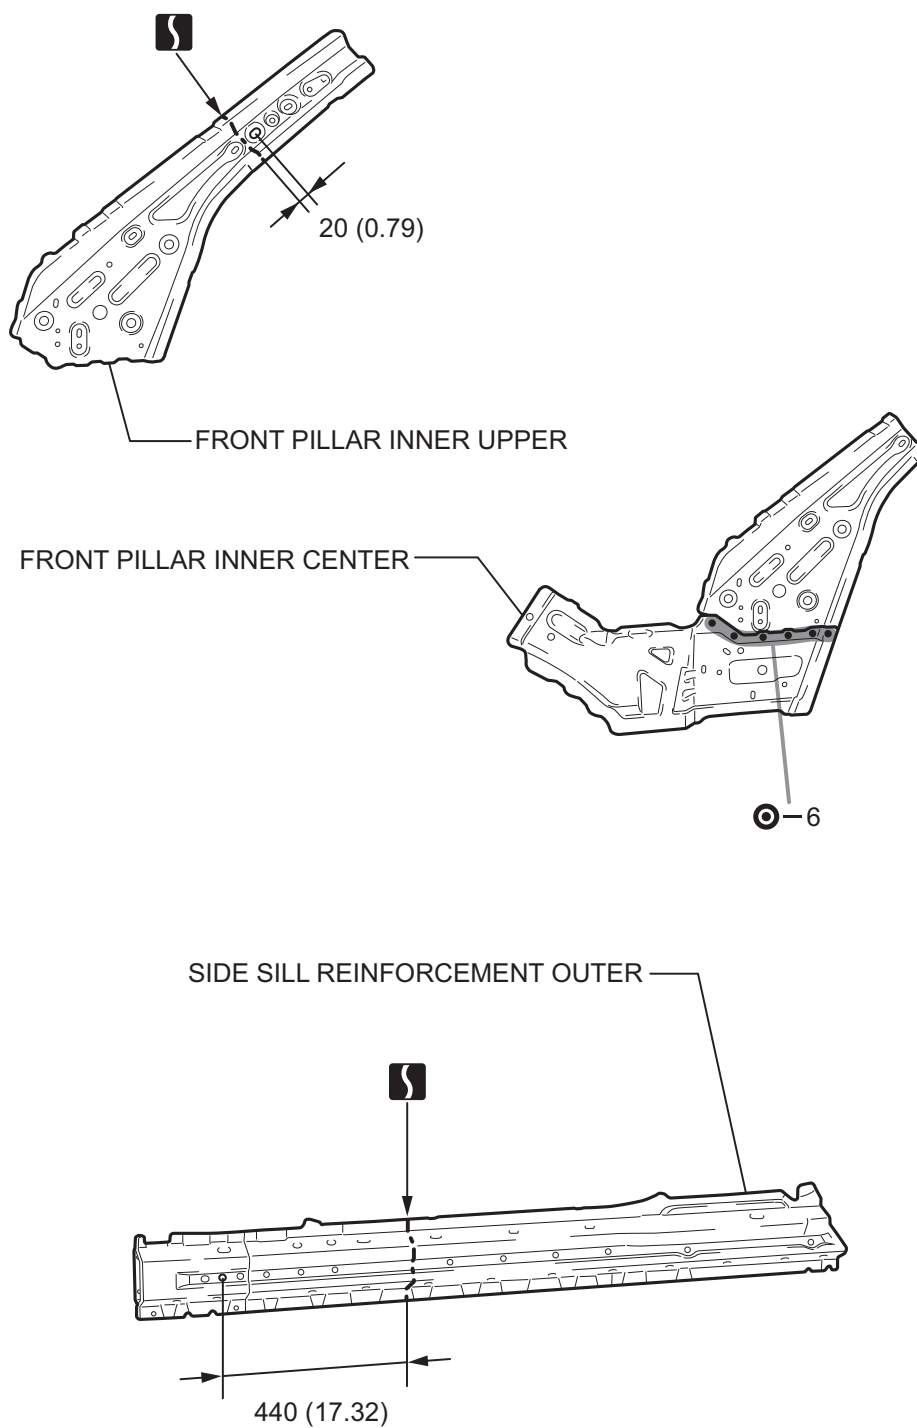 20 (0.79)
FRONT PILLAR INNER UPPER
FRONT PILLAR INNER CENTER
6
SIDE SILL REINFORCEMENT OUTER
440 (17.32)